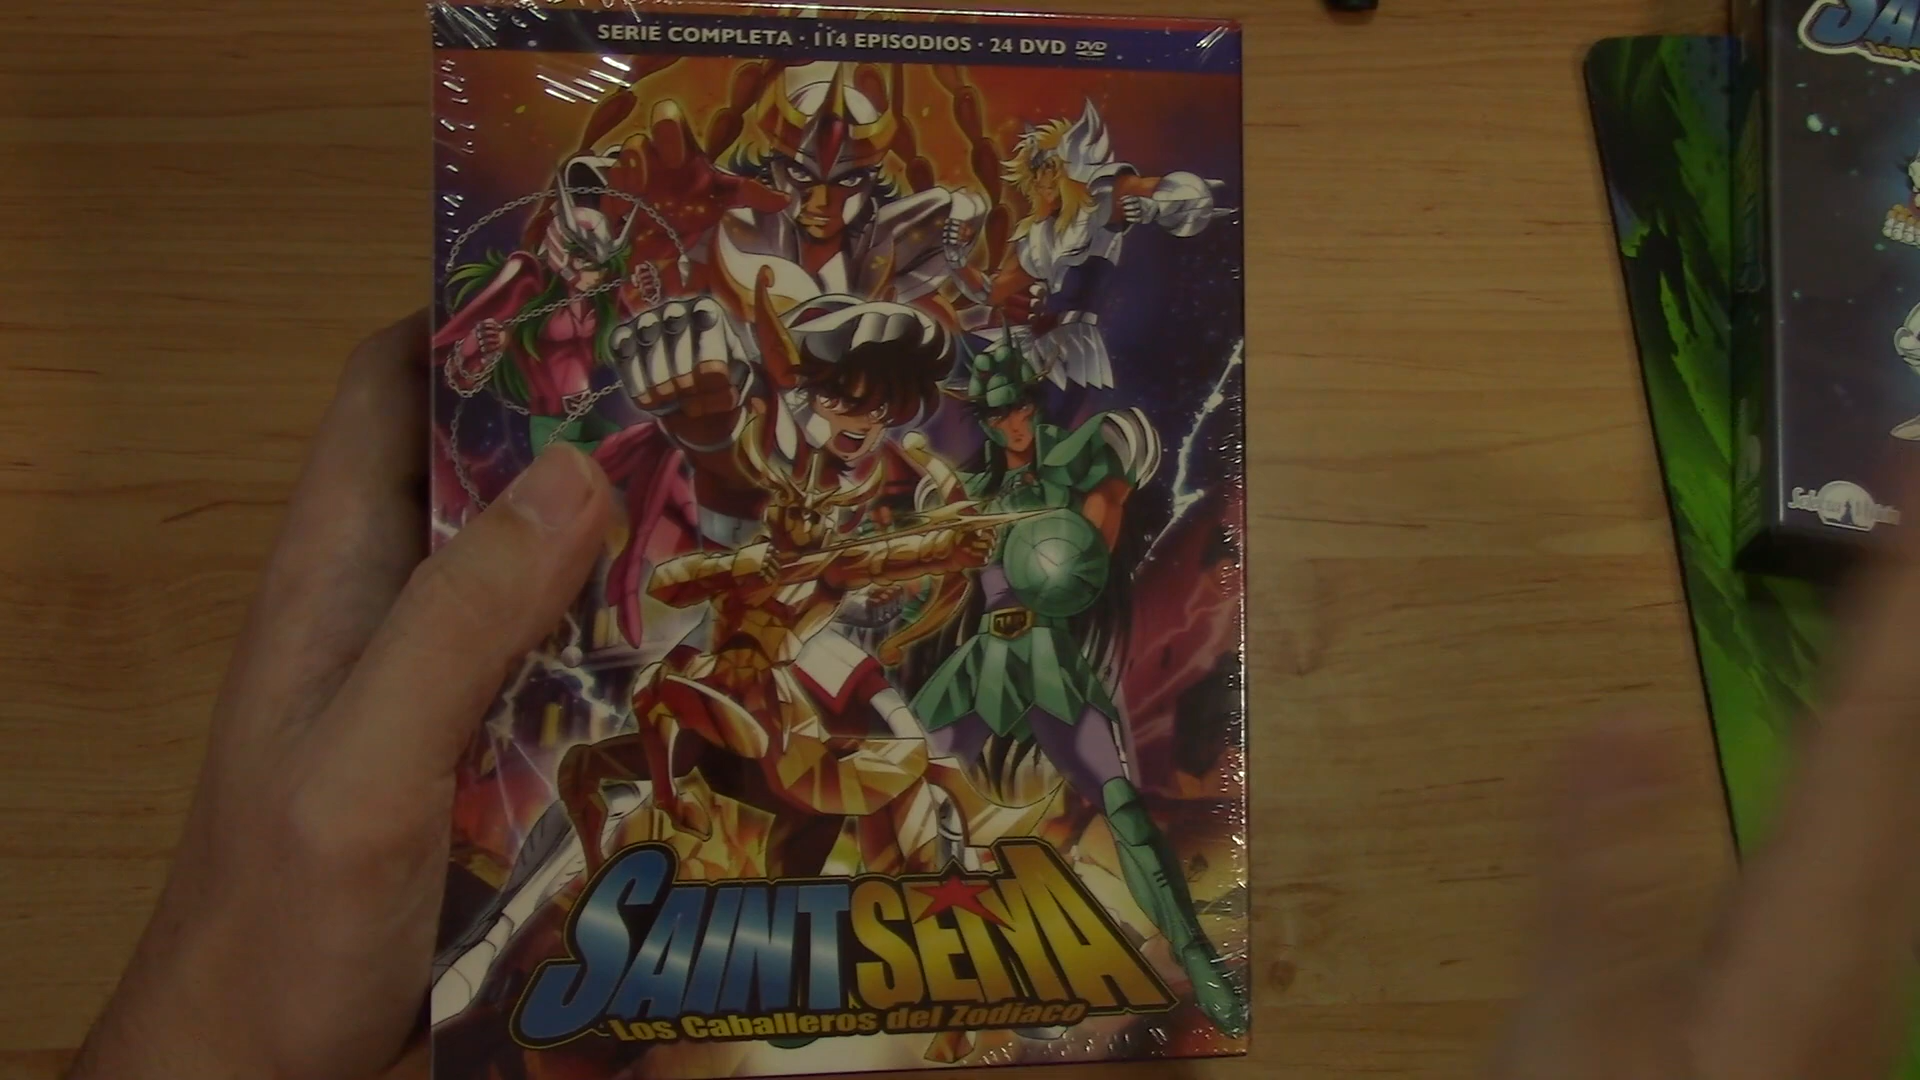 SERIE COMPLETA · 114 EPISODIOS · 24 DVD DVD
SAINT SEIYA
Los Caballeros del Zodiaco